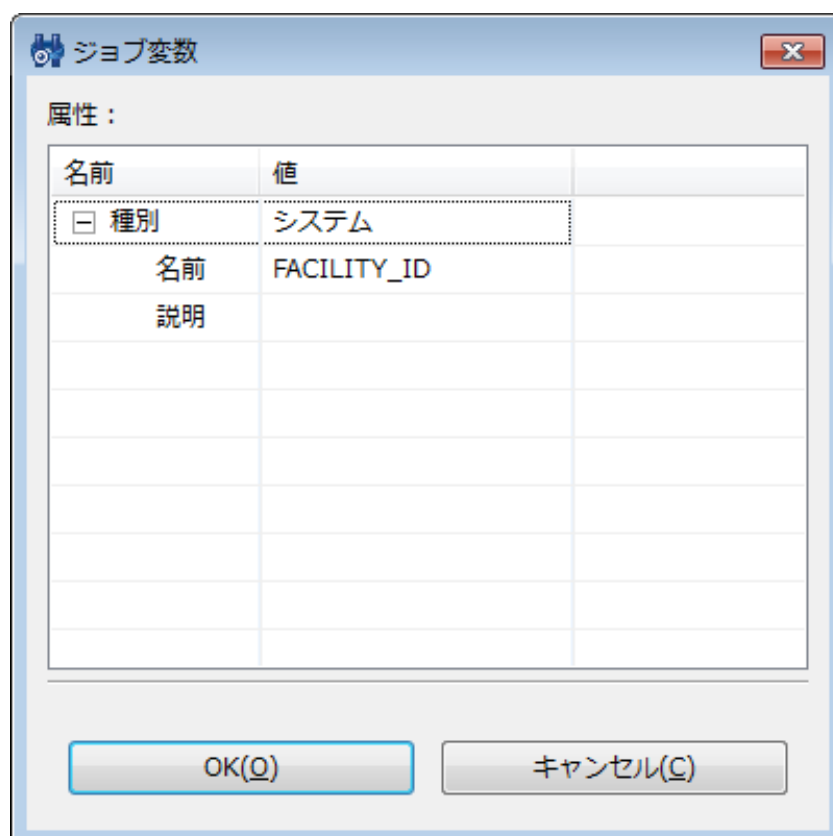 ジョブ変数
属性：
名前 値
種別 システム
名前 FACILITY_ID
説明
OK(O) キャンセル(C)